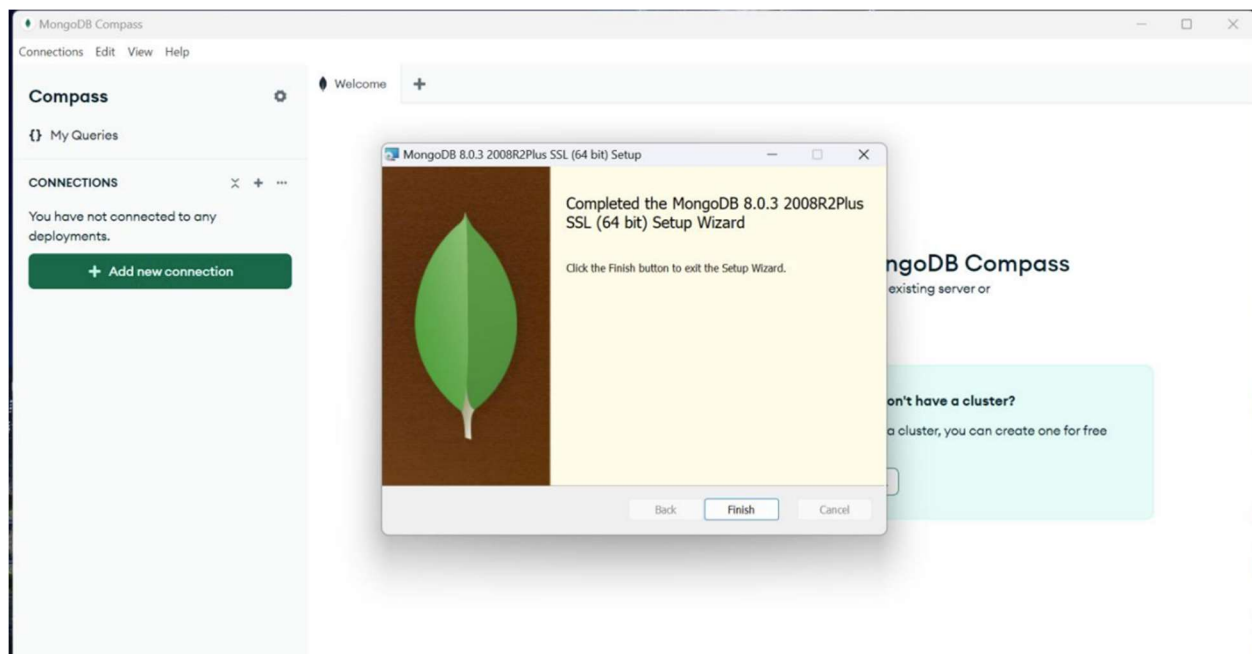 MongoDB Compass
Connections Edit View Help
Compass
Welcome
{} My Queries
CONNECTIONS
You have not connected to any
deployments.
+ Add new connection
MongoDB 8.0.3 2008R2Plus SSL (64 bit) Setup
Completed the MongoDB 8.0.3 2008R2Plus
SSL (64 bit) Setup Wizard
Click the Finish button to exit the Setup Wizard.
Back Finish Cancel
ngoDB Compass
existing server or
on't have a cluster?
a cluster, you can create one for free